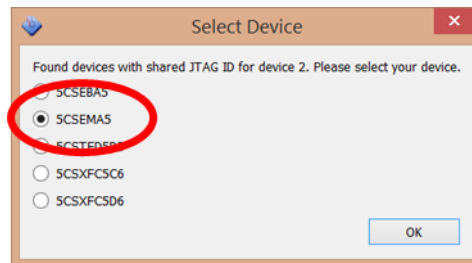 Select Device
Found devices with shared JTAG ID for device 2. Please select your device.
5CSEBA5
5CSEMA5
5CSXFC5C6
5CSXFC5D6
OK